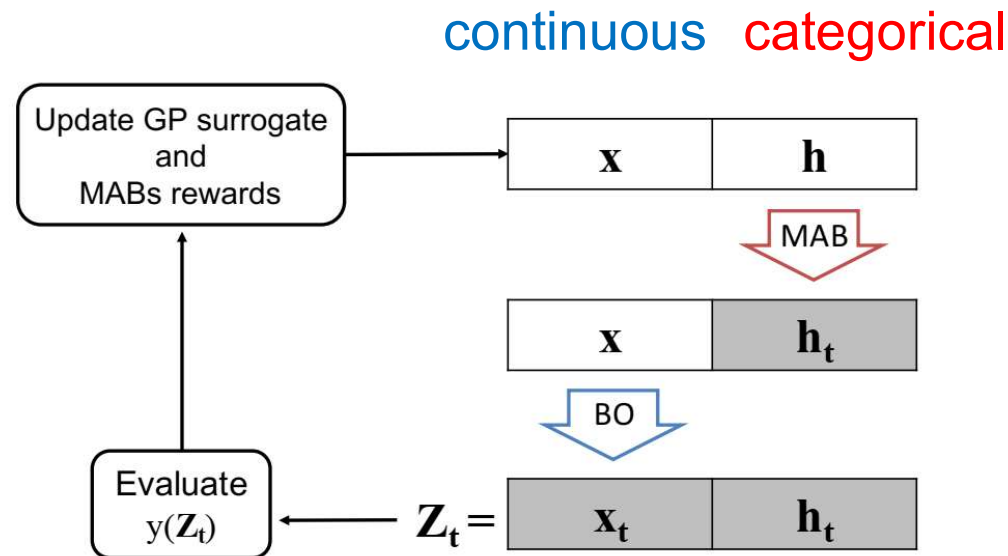 continuous categorical
Update GP surrogate
and
MABs rewards
x h
MAB
x hₜ
BO
Evaluate
y(Zₜ)
Zₜ= xₜ hₜ